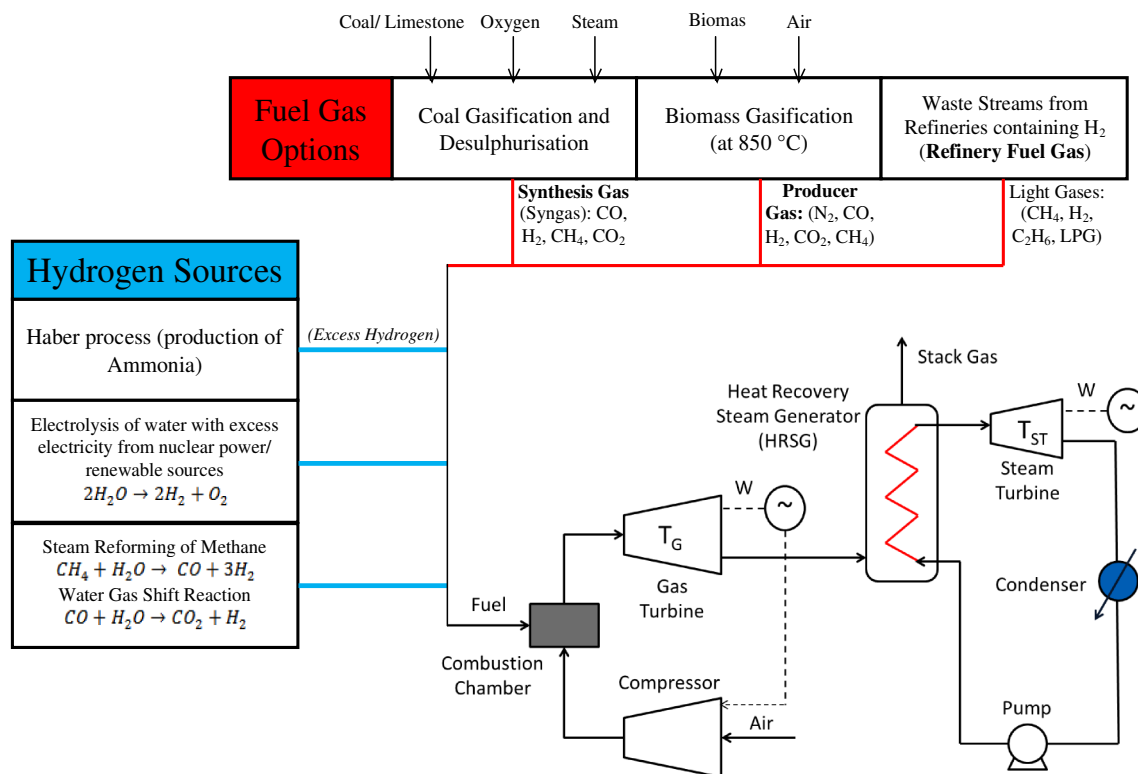 Coal/ Limestone
Oxygen
Steam
Biomas
Air
Fuel Gas
Options
Coal Gasification and
Desulphurisation
Biomass Gasification
(at 850 °C)
Waste Streams from
Refineries containing H₂
(Refinery Fuel Gas)
Synthesis Gas
(Syngas): CO,
H₂, CH₄, CO₂
Producer
Gas: (N₂, CO,
H₂, CO₂, CH₄)
Light Gases:
(CH₄, H₂,
C₂H₆, LPG)
Hydrogen Sources
Haber process (production of
Ammonia)
(Excess Hydrogen)
Electrolysis of water with excess
electricity from nuclear power/
renewable sources
2H₂O → 2H₂ + O₂
Steam Reforming of Methane
CH₄ + H₂O → CO + 3H₂
Water Gas Shift Reaction
CO + H₂O → CO₂ + H₂
Stack Gas
Heat Recovery
Steam Generator
(HRSG)
W
~
T_ST
Steam
Turbine
W
~
T_G
Gas
Turbine
Condenser
Fuel
Combustion
Chamber
Compressor
Air
Pump